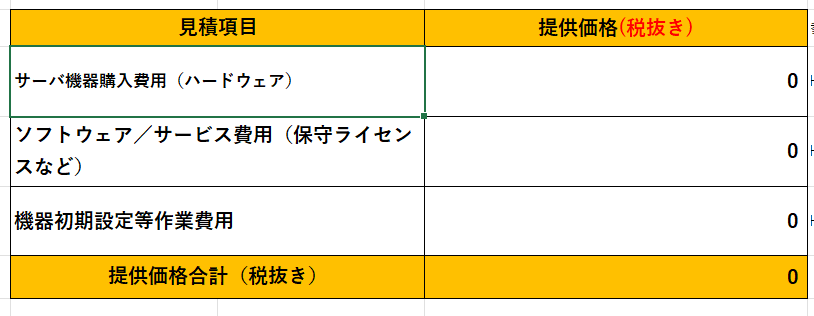 見積項目
提供価格(税抜き)
サーバ機器購入費用（ハードウェア）
0
ソフトウェア／サービス費用（保守ライセン
スなど）
0
機器初期設定等作業費用
0
提供価格合計（税抜き）
0